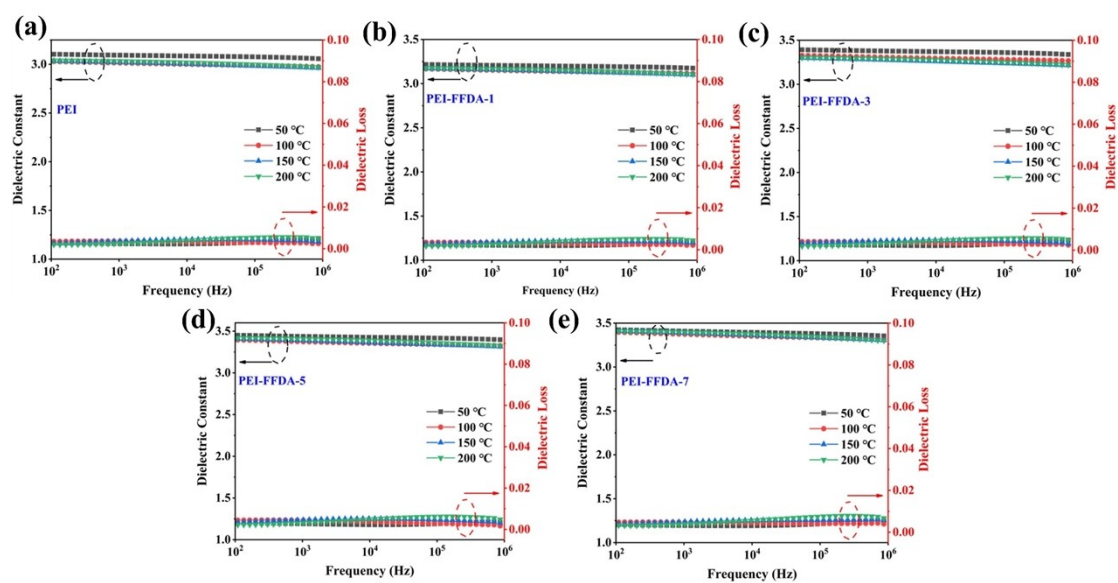 (a)
3.0
2.5
2.0
1.5
1.0
Dielectric Constant
PEI
50 °C
100 °C
150 °C
200 °C
0.10
0.08
0.06
0.04
0.02
0.00
Dielectric Loss
10² 10³ 10⁴ 10⁵ 10⁶
Frequency (Hz)
(b)
3.5
3.0
2.5
2.0
1.5
1.0
Dielectric Constant
PEI-FFDA-1
50 °C
100 °C
150 °C
200 °C
0.10
0.08
0.06
0.04
0.02
0.00
Dielectric Loss
10² 10³ 10⁴ 10⁵ 10⁶
Frequency (Hz)
(c)
3.5
3.0
2.5
2.0
1.5
1.0
Dielectric Constant
PEI-FFDA-3
50 °C
100 °C
150 °C
200 °C
0.10
0.08
0.06
0.04
0.02
0.00
Dielectric Loss
10² 10³ 10⁴ 10⁵ 10⁶
Frequency (Hz)
(d)
3.5
3.0
2.5
2.0
1.5
1.0
Dielectric Constant
PEI-FFDA-5
50 °C
100 °C
150 °C
200 °C
0.10
0.08
0.06
0.04
0.02
0.00
Dielectric Loss
10² 10³ 10⁴ 10⁵ 10⁶
Frequency (Hz)
(e)
3.5
3.0
2.5
2.0
1.5
1.0
Dielectric Constant
PEI-FFDA-7
50 °C
100 °C
150 °C
200 °C
0.10
0.08
0.06
0.04
0.02
0.00
Dielectric Loss
10² 10³ 10⁴ 10⁵ 10⁶
Frequency (Hz)